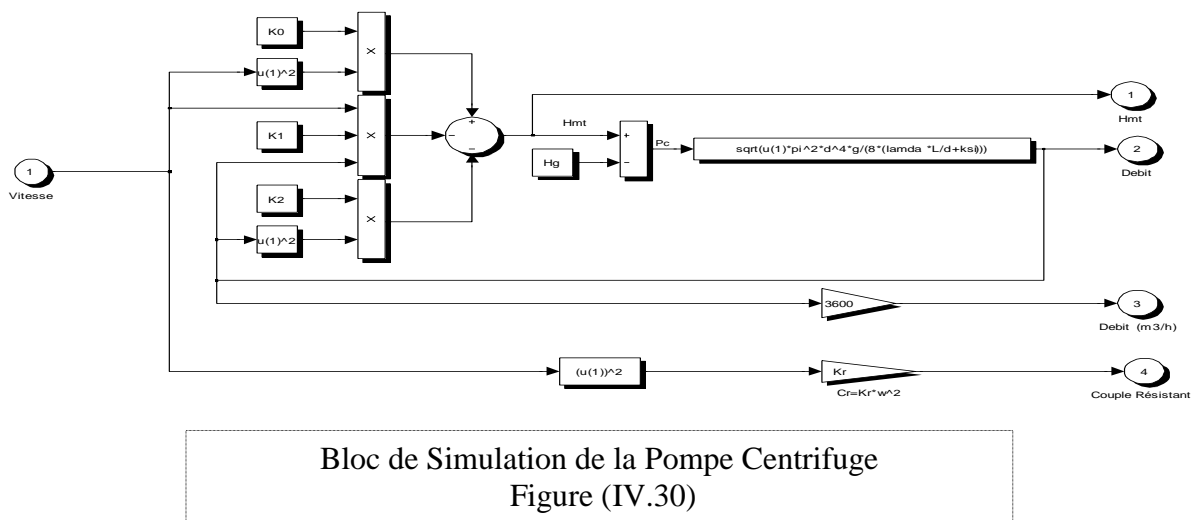 K0
u(1)^2
X
K1
X
K2
u(1)^2
X
1
Vitesse
+
−
−
Hmt
Hg
+
−
Pc
sqrt(u(1)*pi^2*d^4*g/(8*(lamda *L/d+ksi)))
1
Hmt
2
Debit
3600
3
Debit (m3/h)
(u(1))^2
Kr
Cr=Kr*w^2
4
Couple Résistant
Bloc de Simulation de la Pompe Centrifuge
Figure (IV.30)